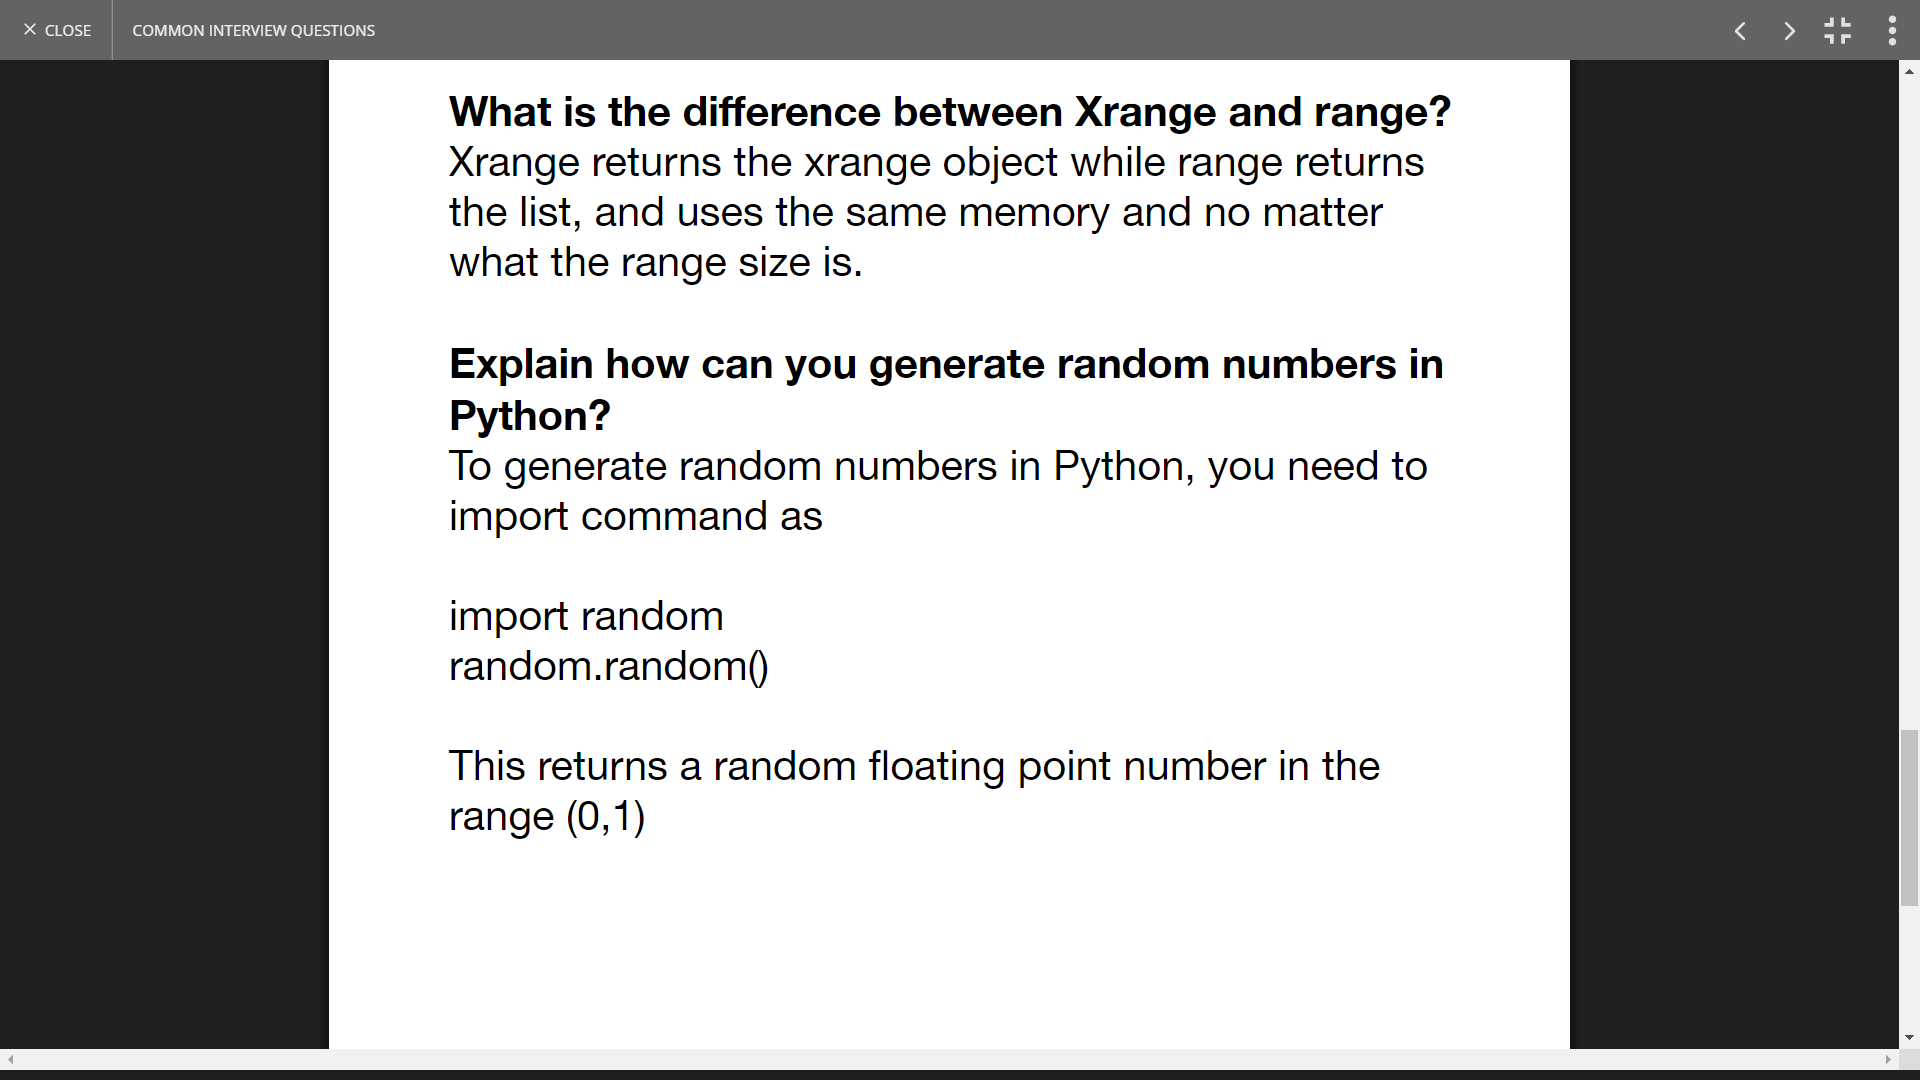 CLOSE
COMMON INTERVIEW QUESTIONS
What is the difference between Xrange and range?
Xrange returns the xrange object while range returns
the list, and uses the same memory and no matter
what the range size is.
Explain how can you generate random numbers in
Python?
To generate random numbers in Python, you need to
import command as
import random
random.random()
This returns a random floating point number in the
range (0,1)